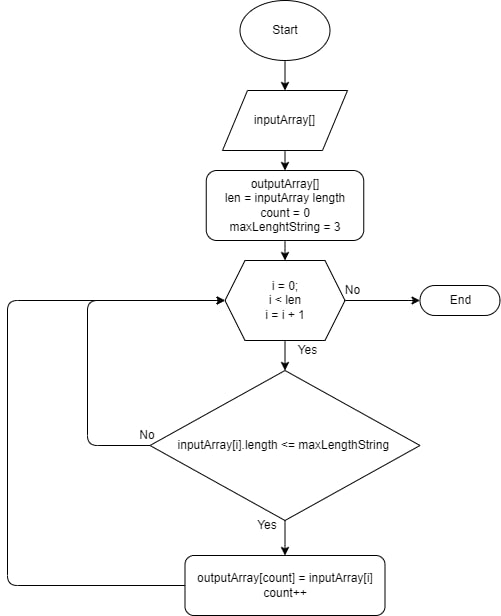 Start
inputArray[]
outputArray[]
len = inputArray length
count = 0
maxLenghtString = 3
i = 0;
i < len
i = i + 1
No
End
Yes
No
inputArray[i].length <= maxLengthString
Yes
outputArray[count] = inputArray[i]
count++